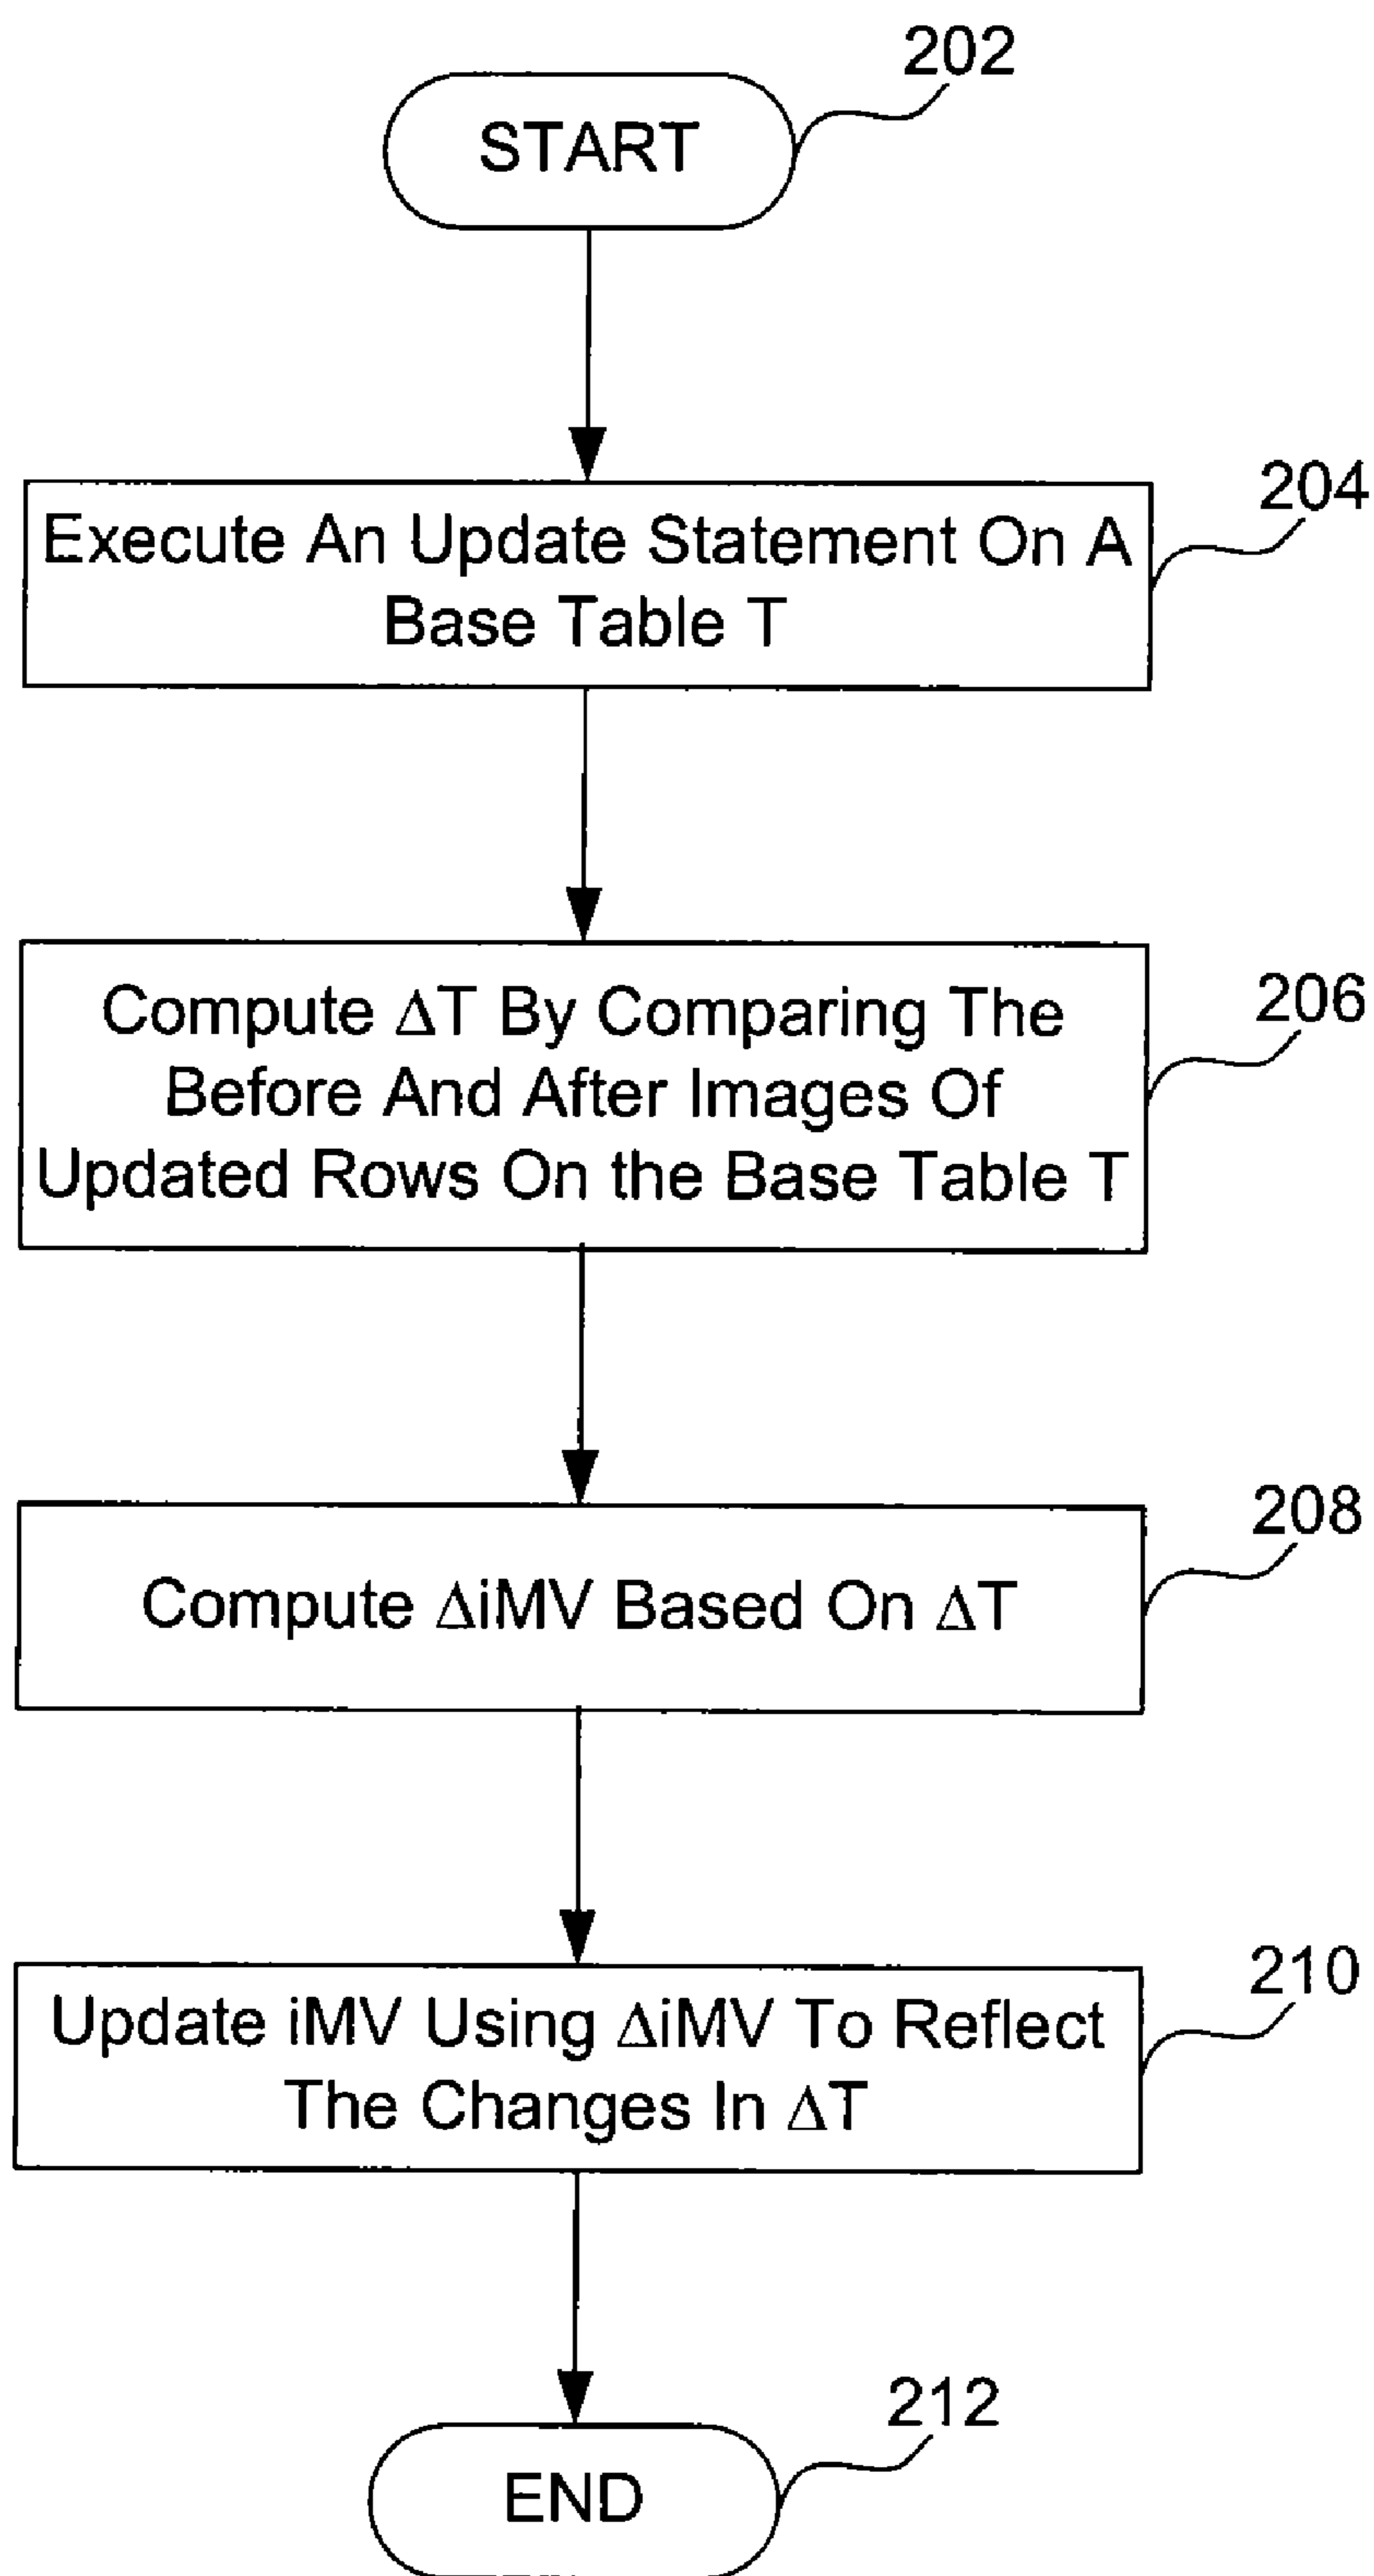 202
START
204
Execute An Update Statement On A
Base Table T
206
Compute ΔT By Comparing The
Before And After Images Of
Updated Rows On the Base Table T
208
Compute ΔiMV Based On ΔT
210
Update iMV Using ΔiMV To Reflect
The Changes In ΔT
212
END